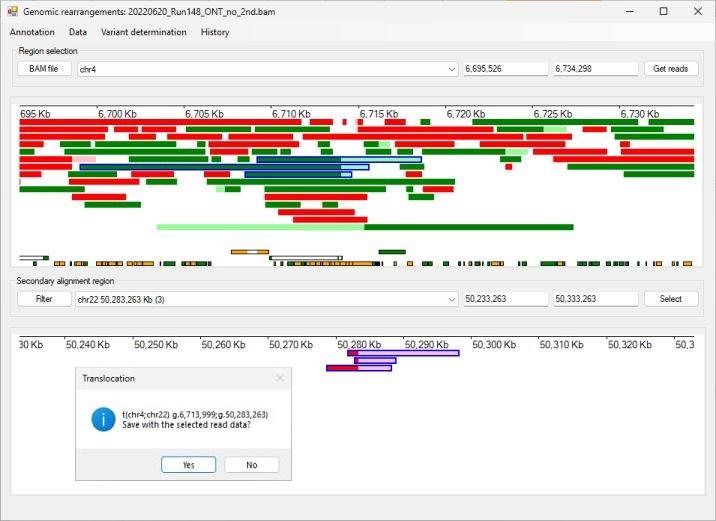 Genomic rearrangements: 20220620_Run148_ONT_no_2nd.bam
Annotation Data Variant determination History
Region selection
BAM file chr4 6,695,526 6,734,298 Get reads
695 Kb 6,700 Kb 6,705 Kb 6,710 Kb 6,715 Kb 6,720 Kb 6,725 Kb 6,730 Kb
Secondary alignment region
Filter chr22 50,283,263 Kb (3) 50,233,263 50,333,263 Select
30 Kb 50,240 Kb 50,250 Kb 50,260 Kb 50,270 Kb 50,280 Kb 50,290 Kb 50,300 Kb 50,310 Kb 50,320 Kb 50,3
Translocation
t(chr4;chr22) g.6,713,999;g.50,283,263)
Save with the selected read data?
Yes No